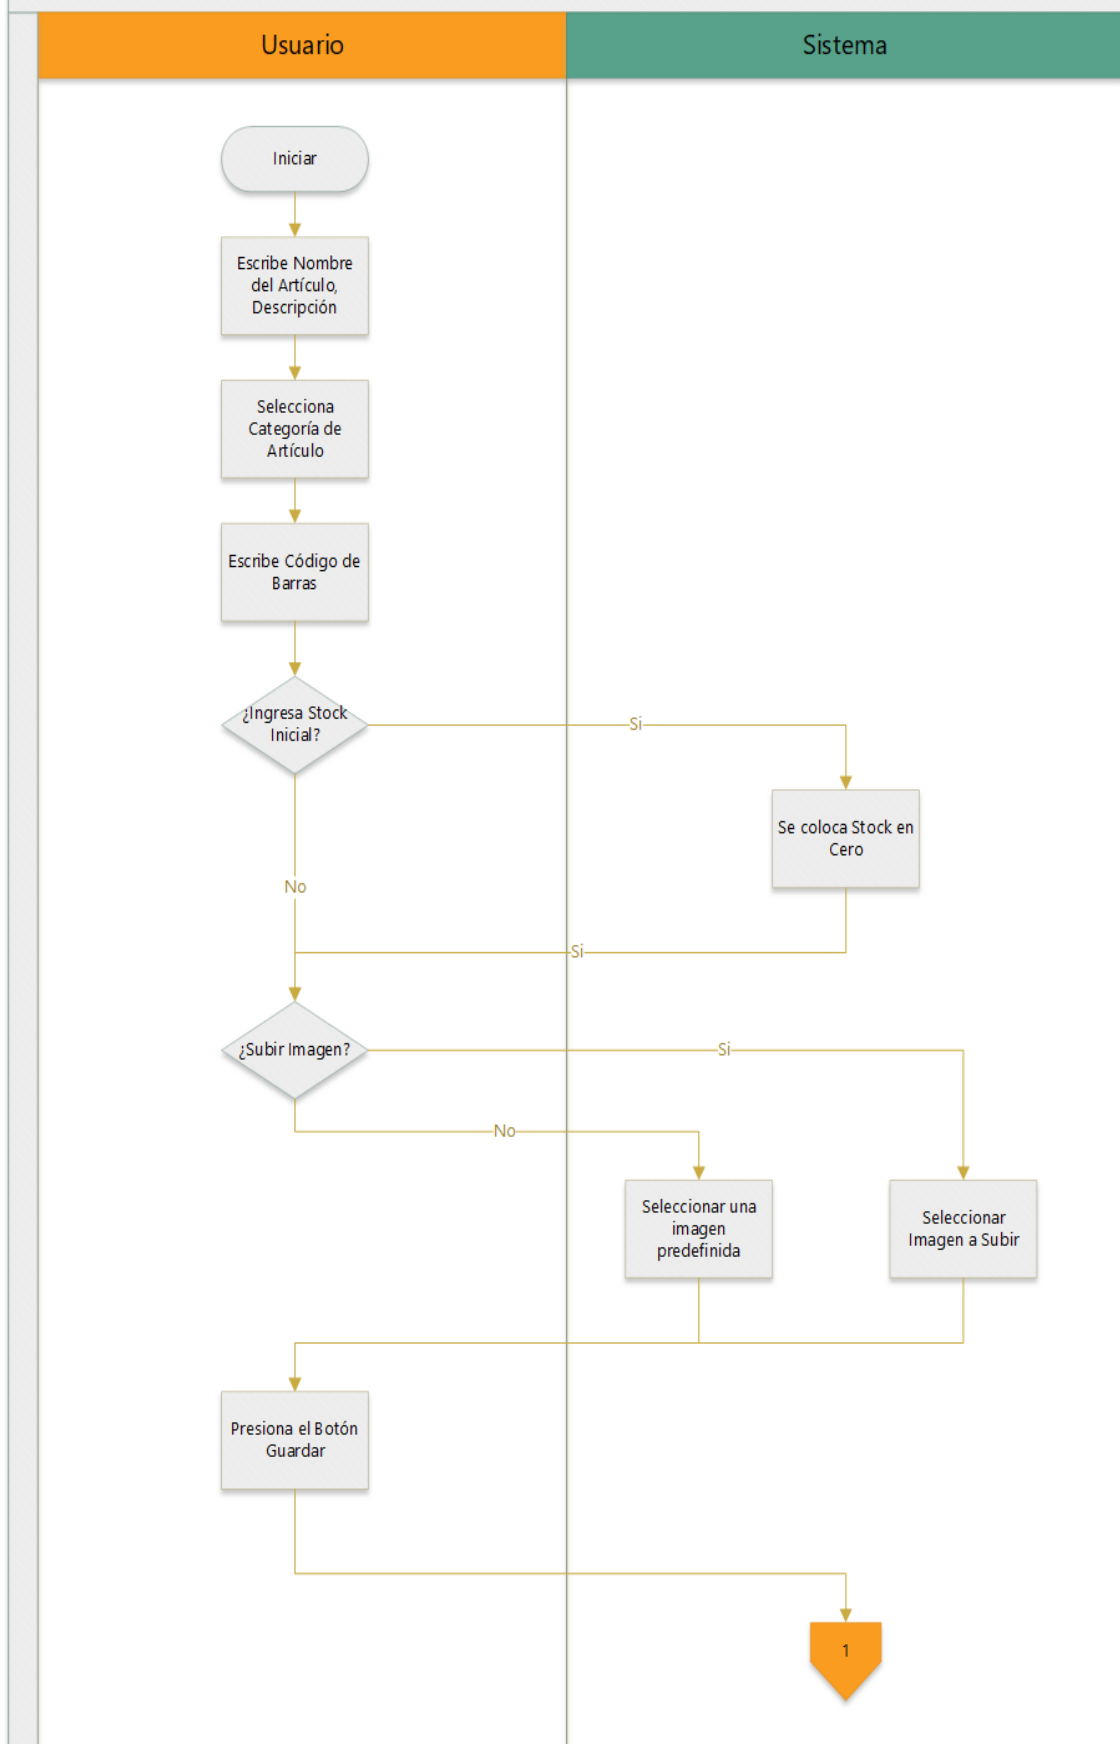 Usuario
Sistema
Iniciar
Escribe Nombre
del Artículo,
Descripción
Selecciona
Categoría de
Artículo
Escribe Código de
Barras
¿Ingresa Stock
Inicial?
Si
Se coloca Stock en
Cero
No
Si
¿Subir Imagen?
Si
No
Seleccionar una
imagen
predefinida
Seleccionar
Imagen a Subir
Presiona el Botón
Guardar
1